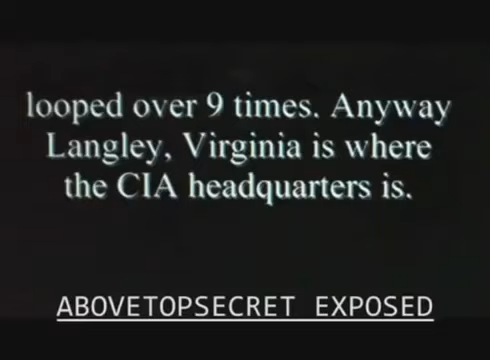 looped over 9 times. Anyway
Langley, Virginia is where
the CIA headquarters is.
ABOVETOPSECRET EXPOSED